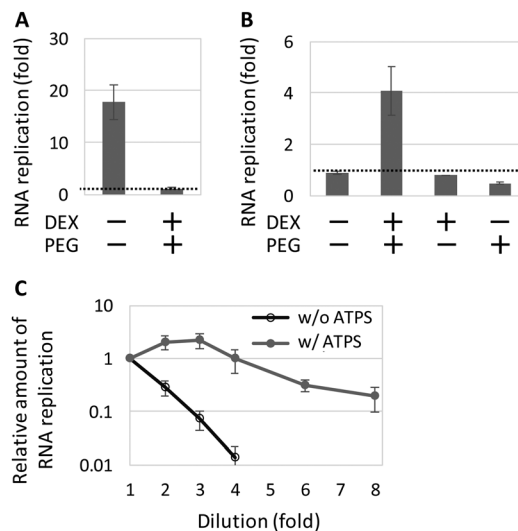 A
RNA replication (fold)
30
20
10
0
DEX − +
PEG − +
B
RNA replication (fold)
6
4
2
0
DEX − + + −
PEG − + − +
C
Relative amount of
RNA replication
10
1
0.1
0.01
w/o ATPS
w/ ATPS
1 2 3 4 5 6 7 8
Dilution (fold)